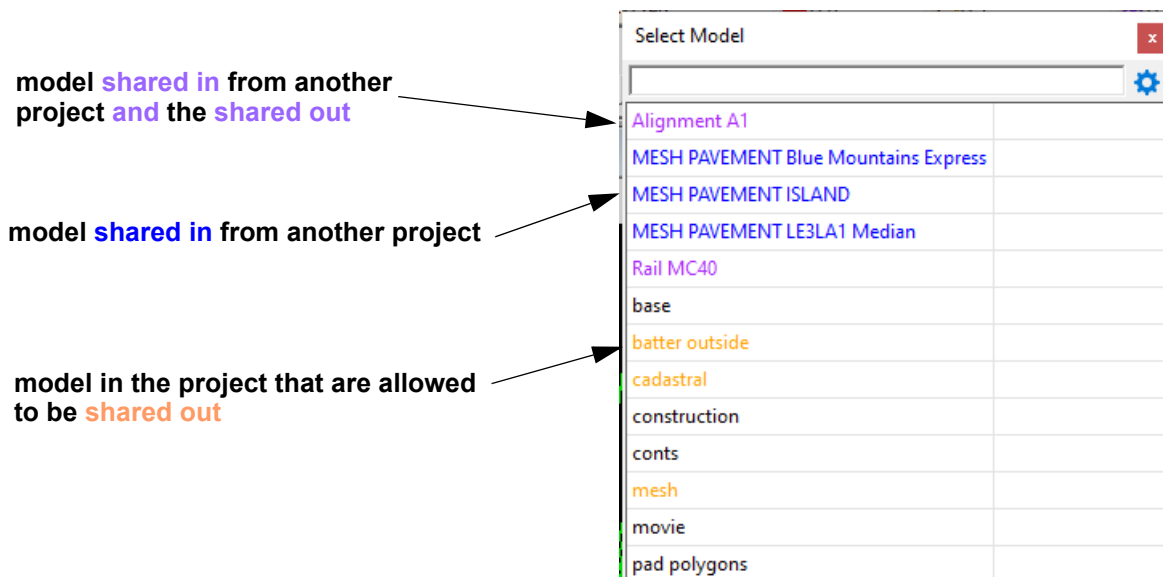 Select Model
x
model shared in from another
project and the shared out
Alignment A1
MESH PAVEMENT Blue Mountains Express
MESH PAVEMENT ISLAND
model shared in from another project
MESH PAVEMENT LE3LA1 Median
Rail MC40
base
batter outside
model in the project that are allowed
to be shared out
cadastral
construction
conts
mesh
movie
pad polygons